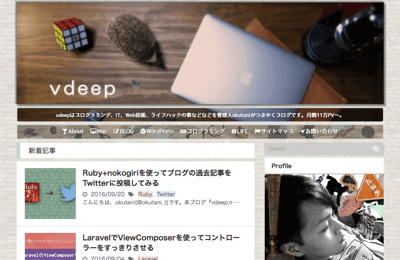 vdeep
vdeepはプログラミング、IT、Web技術、ライフハックの事などなどを管理人okutaniがつぶやくブログです。月間11万PV〜。
About Mac BLOG WordPress プログラミング LIFE サイトマップ お問い合わせ
新着記事
Search
Ruby+nokogiriを使ってブログの過去記事をTwitterに投稿してみる
2016/09/20 Ruby, Twitter
こんにちは、okutani(@okutani_t)です。本ブログ『vdeep.n ...
LaravelでViewComposerを使ってコントローラーをすっきりさせる
2016/09/04 Laravel
Profile
Ruby